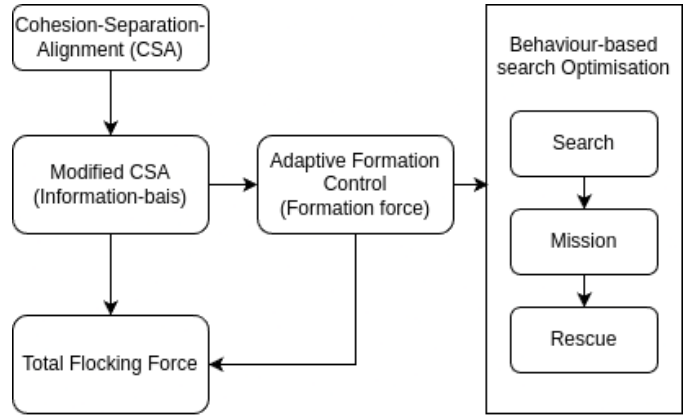 Cohesion-Separation-
Alignment (CSA)
Modified CSA
(Information-bais)
Total Flocking Force
Adaptive Formation
Control
(Formation force)
Behaviour-based
search Optimisation
Search
Mission
Rescue